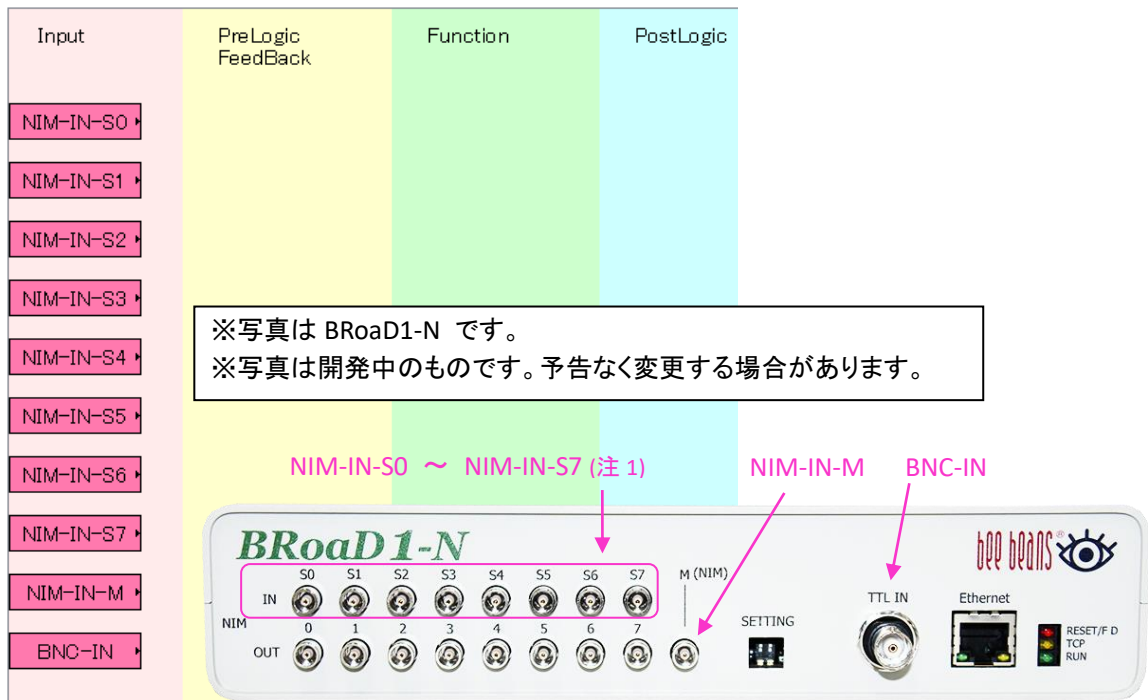 Input
PreLogic
FeedBack
Function
PostLogic
NIM-IN-S0
NIM-IN-S1
NIM-IN-S2
NIM-IN-S3
NIM-IN-S4
NIM-IN-S5
NIM-IN-S6
NIM-IN-S7
NIM-IN-M
BNC-IN
※写真は BRoaD1-N です。
※写真は開発中のものです。予告なく変更する場合があります。
NIM-IN-S0 ～ NIM-IN-S7 (注 1)
NIM-IN-M
BNC-IN
BRoaD1-N
bee beans®
S0 S1 S2 S3 S4 S5 S6 S7 M (NIM)
IN
NIM
0 1 2 3 4 5 6 7
OUT
SETTING
TTL IN
Ethernet
RESET/F D
TCP
RUN